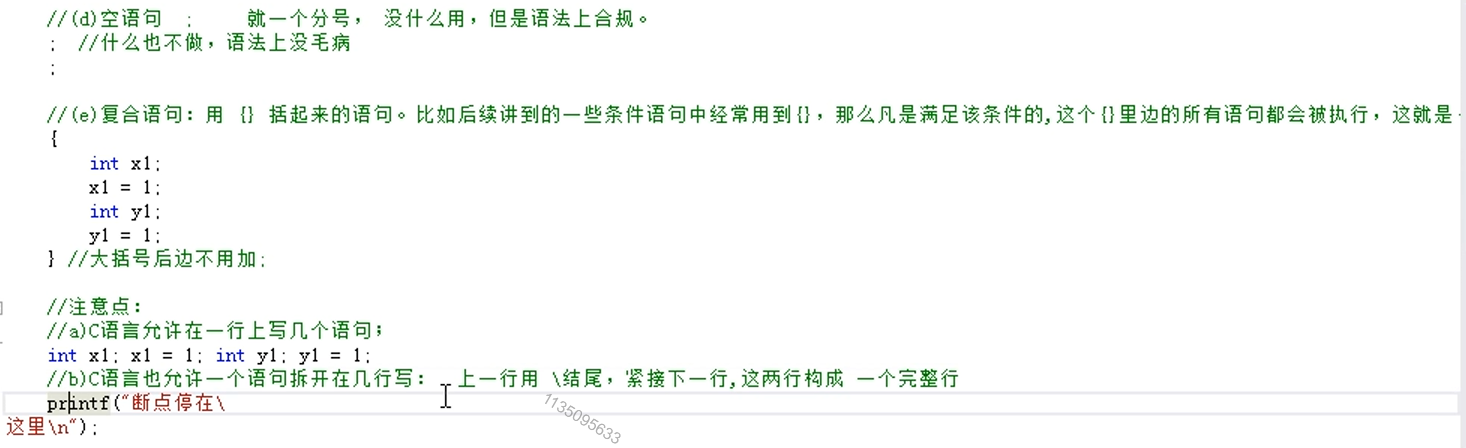 //(d)空语句 ; 就一个分号, 没什么用,但是语法上合规。
; //什么也不做,语法上没毛病
;
//(e)复合语句: 用 {} 括起来的语句。比如后续讲到的一些条件语句中经常用到{},那么凡是满足该条件的,这个{}里边的所有语句都会被执行,这就是
{
int x1;
x1 = 1;
int y1;
y1 = 1;
} //大括号后边不用加;
//注意点:
//a)C语言允许在一行上写几个语句;
int x1; x1 = 1; int y1; y1 = 1;
//b)C语言也允许一个语句拆开在几行写: 上一行用 \结尾,紧接下一行,这两行构成 一个完整行
printf("断点停在\
这里\n");
1135095633